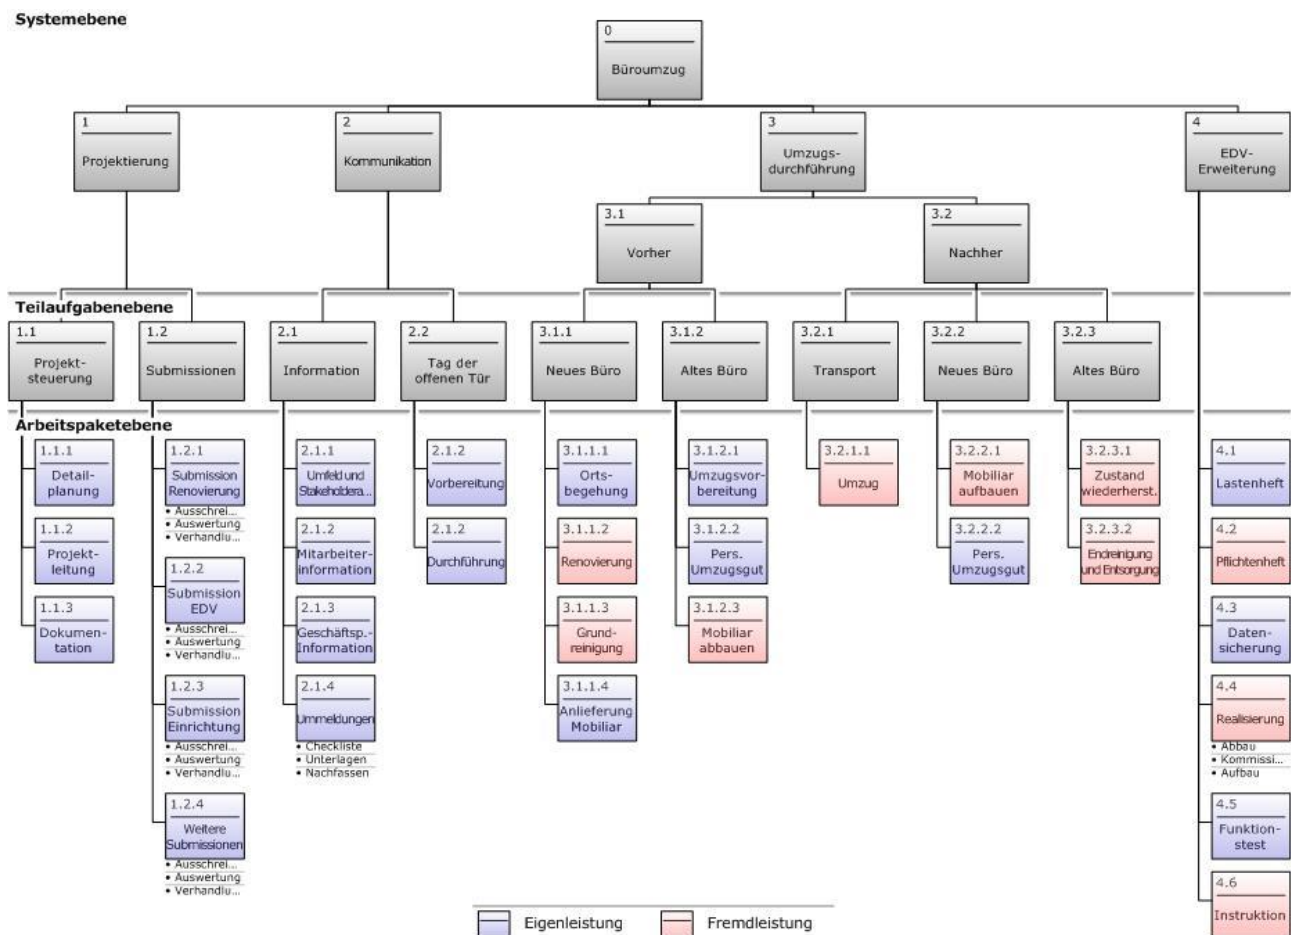 Systemebene
0
Büroumzug
1
Projektierung
2
Kommunikation
3
Umzugs-
durchführung
4
EDV-
Erweiterung
3.1
Vorher
3.2
Nachher
Teilaufgabenebene
1.1
Projekt-
steuerung
1.2
Submissionen
2.1
Information
2.2
Tag der
offenen Tür
3.1.1
Neues Büro
3.1.2
Altes Büro
3.2.1
Transport
3.2.2
Neues Büro
3.2.3
Altes Büro
Arbeitspaketebene
1.1.1
Detail-
planung
1.1.2
Projekt-
leitung
1.1.3
Dokumen-
tation
1.2.1
Submission
Renovierung
• Ausschrei...
• Auswertung
• Verhandlu...
1.2.2
Submission
EDV
• Ausschrei...
• Auswertung
• Verhandlu...
1.2.3
Submission
Einrichtung
• Ausschrei...
• Auswertung
• Verhandlu...
1.2.4
Weitere
Submissionen
• Ausschrei...
• Auswertung
• Verhandlu...
2.1.1
Umfeld und
Stakeholdera...
2.1.2
Mitarbeiter-
information
2.1.3
Geschäftsp.-
Information
2.1.4
Ummeldungen
• Checkliste
• Unterlagen
• Nachfassen
2.1.2
Vorbereitung
2.1.2
Durchführung
3.1.1.1
Orts-
begehung
3.1.1.2
Renovierung
3.1.1.3
Grund-
reinigung
3.1.1.4
Anlieferung
Mobiliar
3.1.2.1
Umzugsvor-
bereitung
3.1.2.2
Pers.
Umzugsgut
3.1.2.3
Mobiliar
abbauen
3.2.1.1
Umzug
3.2.2.1
Mobiliar
aufbauen
3.2.2.2
Pers.
Umzugsgut
3.2.3.1
Zustand
wiederherst.
3.2.3.2
Endreinigung
und Entsorgung
4.1
Lastenheft
4.2
Pflichtenheft
4.3
Daten-
sicherung
4.4
Realisierung
• Abbau
• Kommissi...
• Aufbau
4.5
Funktion-
stest
4.6
Instruktion
Eigenleistung
Fremdleistung